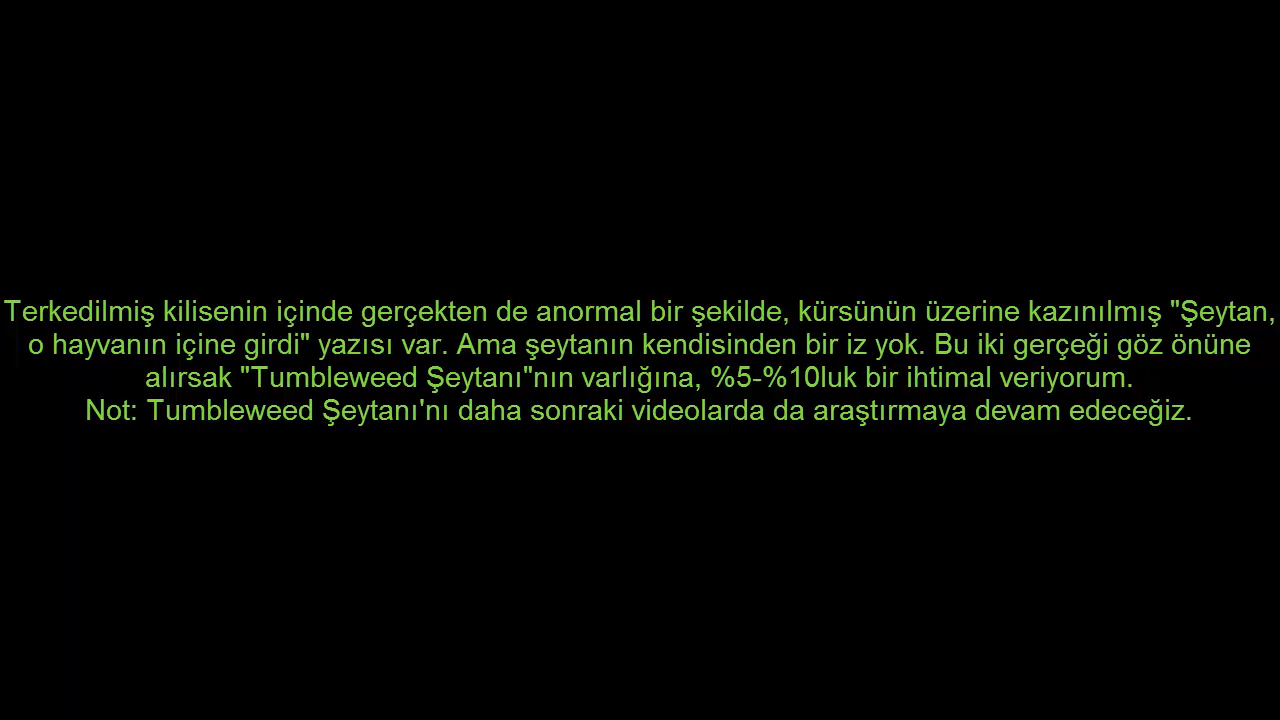 Terkedilmiş kilisenin içinde gerçekten de anormal bir şekilde, kürsünün üzerine kazınılmış "Şeytan,
o hayvanın içine girdi" yazısı var. Ama şeytanın kendisinden bir iz yok. Bu iki gerçeği göz önüne
alırsak "Tumbleweed Şeytanı"nın varlığına, %5-%10luk bir ihtimal veriyorum.
Not: Tumbleweed Şeytanı'nı daha sonraki videolarda da araştırmaya devam edeceğiz.